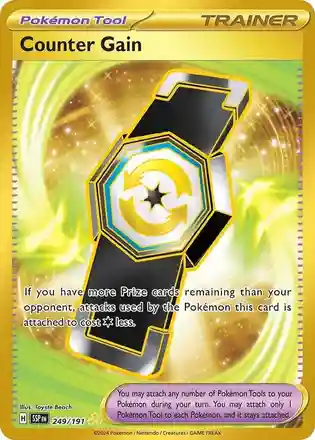 Pokémon Tool
TRAINER
Counter Gain
If you have more Prize cards remaining than your
opponent, attacks used by the Pokémon this card is
attached to cost less.
You may attach any number of Pokémon Tools to your
Pokémon during your turn. You may attach only 1
Pokémon Tool to each Pokémon, and it stays attached.
Illus. Toyste Beach
H SSP EN 249/191
©2024 Pokémon / Nintendo / Creatures / GAME FREAK